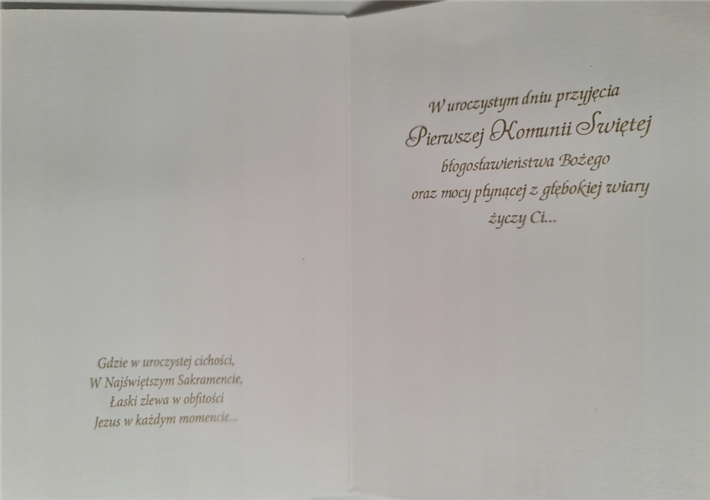 Gdzie w uroczystej cichości,
W Najświętszym Sakramencie,
Łaski zlewa w obfitości
Jezus w każdym momencie...
W uroczystym dniu przyjęcia
Pierwszej Komunii Świętej
błogosławieństwa Bożego
oraz mocy płynącej z głębokiej wiary
życzy Ci...